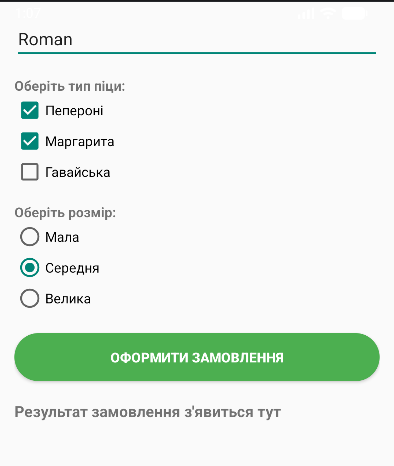 Roman
Оберіть тип піци:
Пепероні
Маргарита
Гавайська
Оберіть розмір:
Мала
Середня
Велика
ОФОРМИТИ ЗАМОВЛЕННЯ
Результат замовлення з'явиться тут